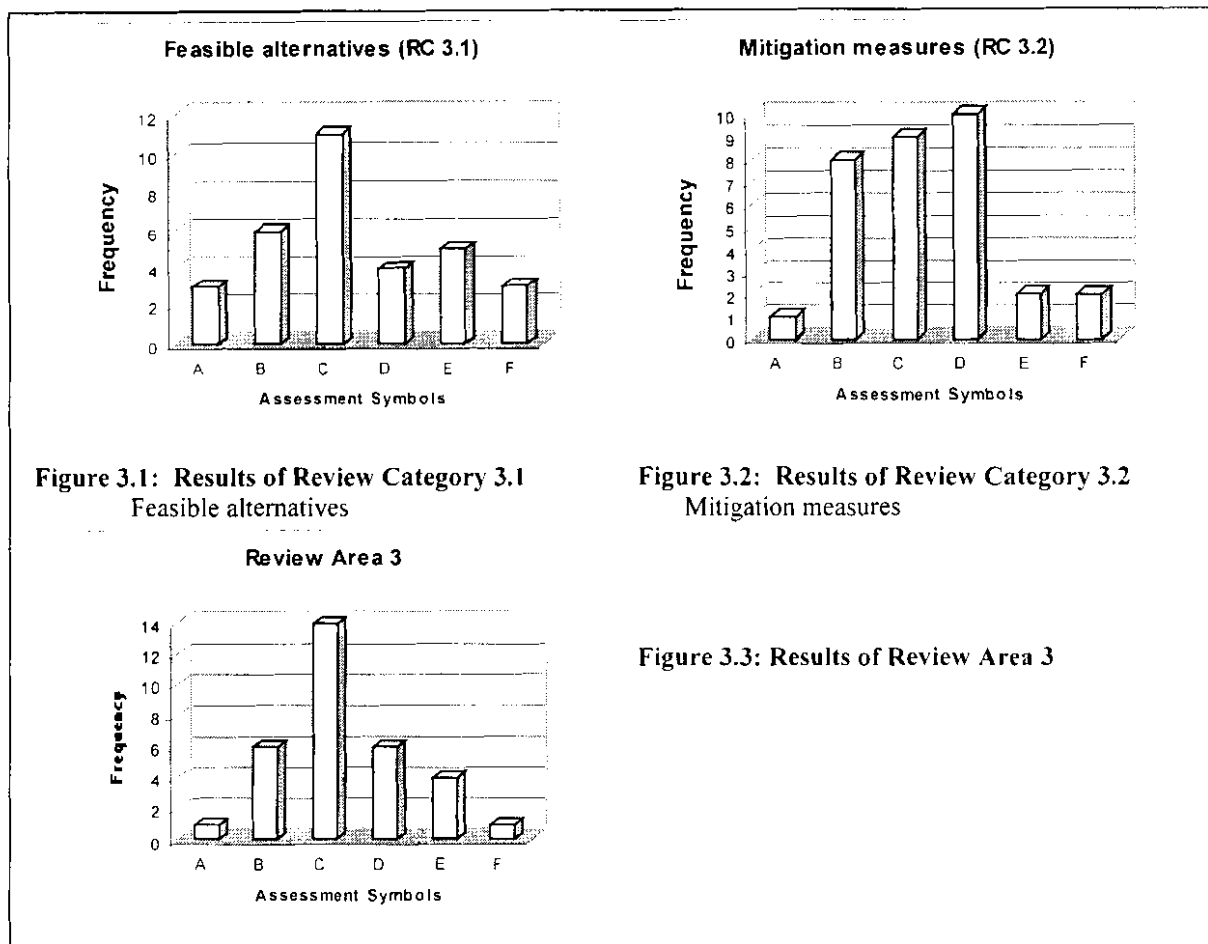 Feasible alternatives (RC 3.1)
12
10
8
6
4
2
0
Frequency
A B C D E F
Assessment Symbols
Figure 3.1: Results of Review Category 3.1
Feasible alternatives
Mitigation measures (RC 3.2)
10
9
8
7
6
5
4
3
2
1
0
Frequency
A B C D E F
Assessment Symbols
Figure 3.2: Results of Review Category 3.2
Mitigation measures
Review Area 3
14
12
10
8
6
4
2
0
Frequency
A B C D E F
Assessment Symbols
Figure 3.3: Results of Review Area 3